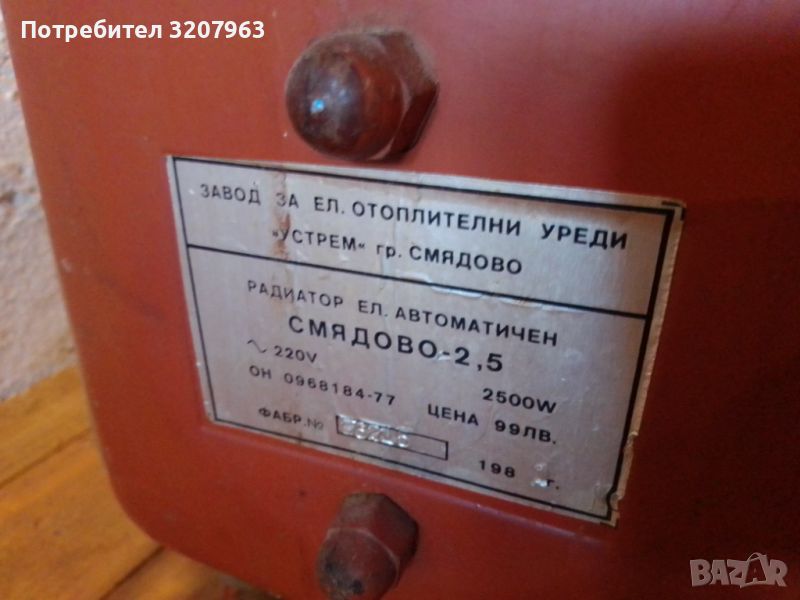 Потребител 3207963
ЗАВОД ЗА ЕЛ. ОТОПЛИТЕЛНИ УРЕДИ
„УСТРЕМ“ гр. СМЯДОВО
РАДИАТОР ЕЛ. АВТОМАТИЧЕН
СМЯДОВО-2,5
~ 220V 2500W
ОН 0968184-77 ЦЕНА 99ЛВ.
ФАБР.№ 198 г.
BAZAR